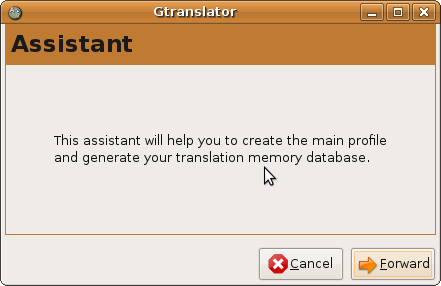 Gtranslator
Assistant
This assistant will help you to create the main profile
and generate your translation memory database.
Cancel
Forward